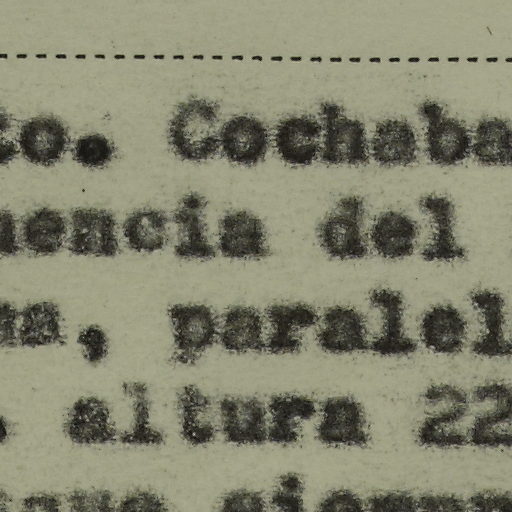 co. Cochaba
uencia del
na, paralel
altura 22